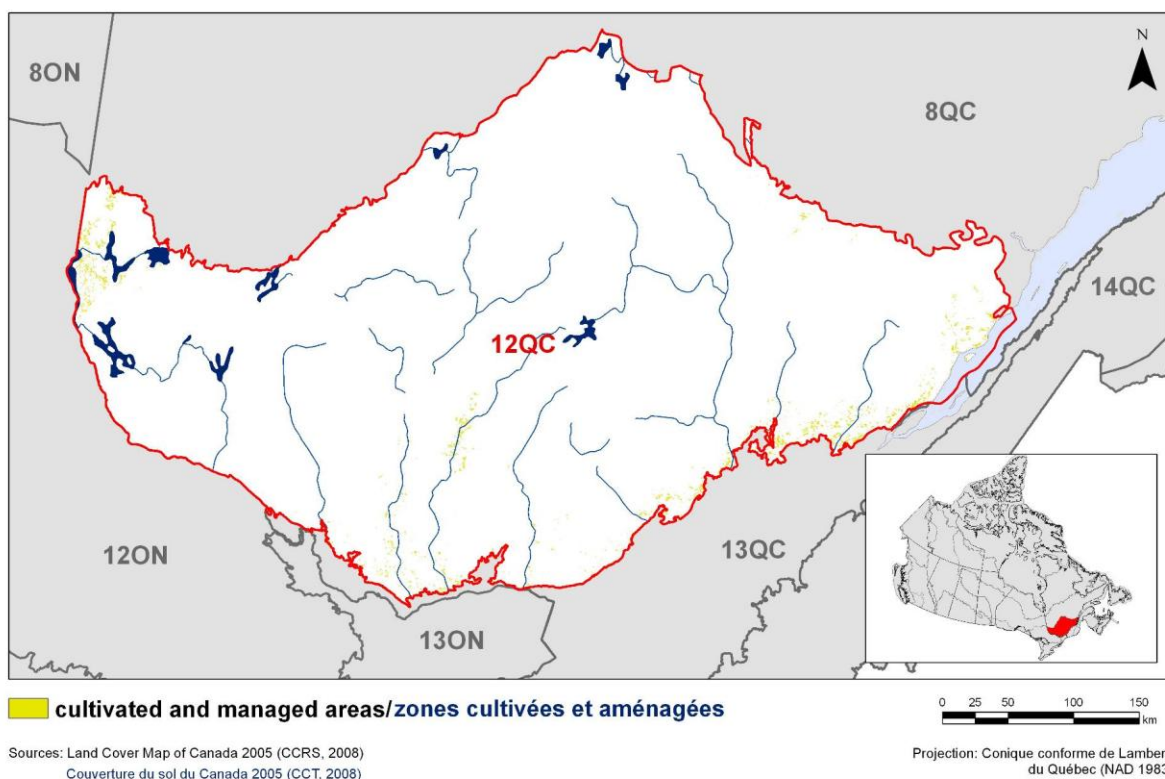 N
8ON
8QC
14QC
12QC
12ON
13QC
13ON
cultivated and managed areas/zones cultivées et aménagées
0 25 50 100 150
km
Sources: Land Cover Map of Canada 2005 (CCRS, 2008)
Couverture du sol du Canada 2005 (CCT, 2008)
Projection: Conique conforme de Lamber
du Québec (NAD 1983